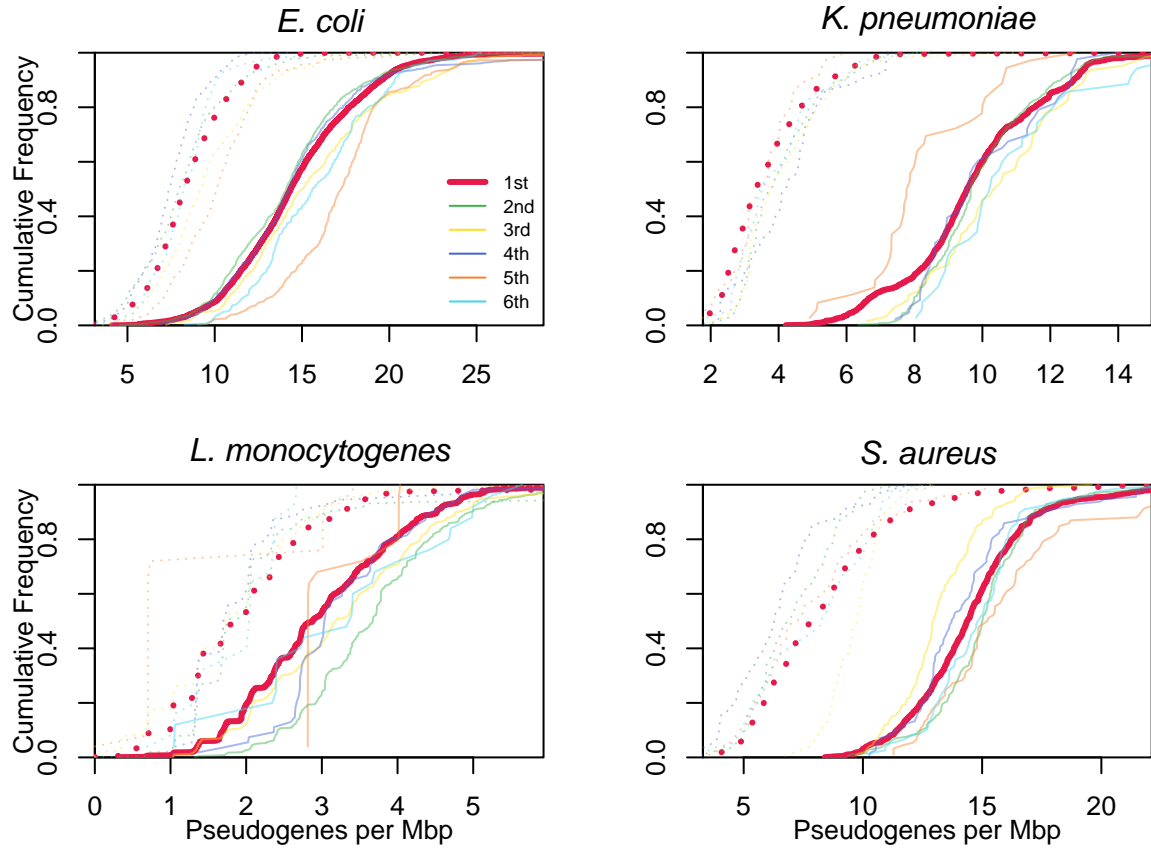 E. coli
K. pneumoniae
Cumulative Frequency
0.0 0.4 0.8
1st
2nd
3rd
4th
5th
6th
5 10 15 20 25
0.0 0.4 0.8
2 4 6 8 10 12 14
L. monocytogenes
S. aureus
Cumulative Frequency
0.0 0.4 0.8
0 1 2 3 4 5
Pseudogenes per Mbp
0.0 0.4 0.8
5 10 15 20
Pseudogenes per Mbp